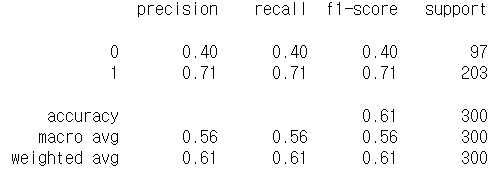 precision recall f1-score support
0 0.40 0.40 0.40 97
1 0.71 0.71 0.71 203
accuracy 0.61 300
macro avg 0.56 0.56 0.56 300
weighted avg 0.61 0.61 0.61 300